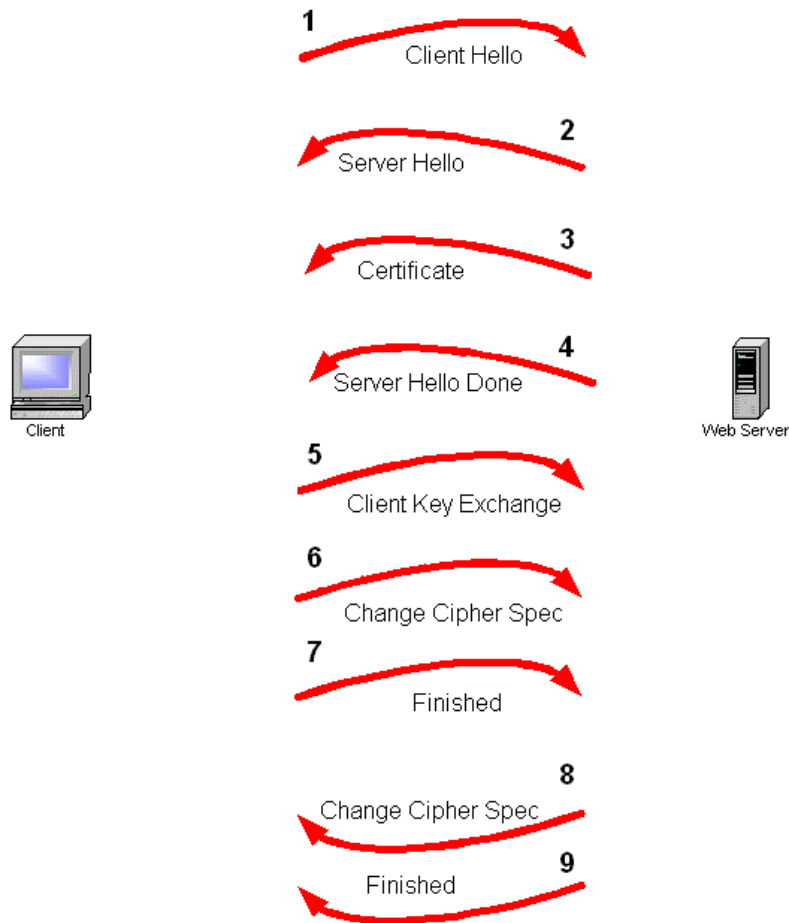 1
Client Hello
2
Server Hello
3
Certificate
4
Server Hello Done
Client
Web Server
5
Client Key Exchange
6
Change Cipher Spec
7
Finished
8
Change Cipher Spec
9
Finished